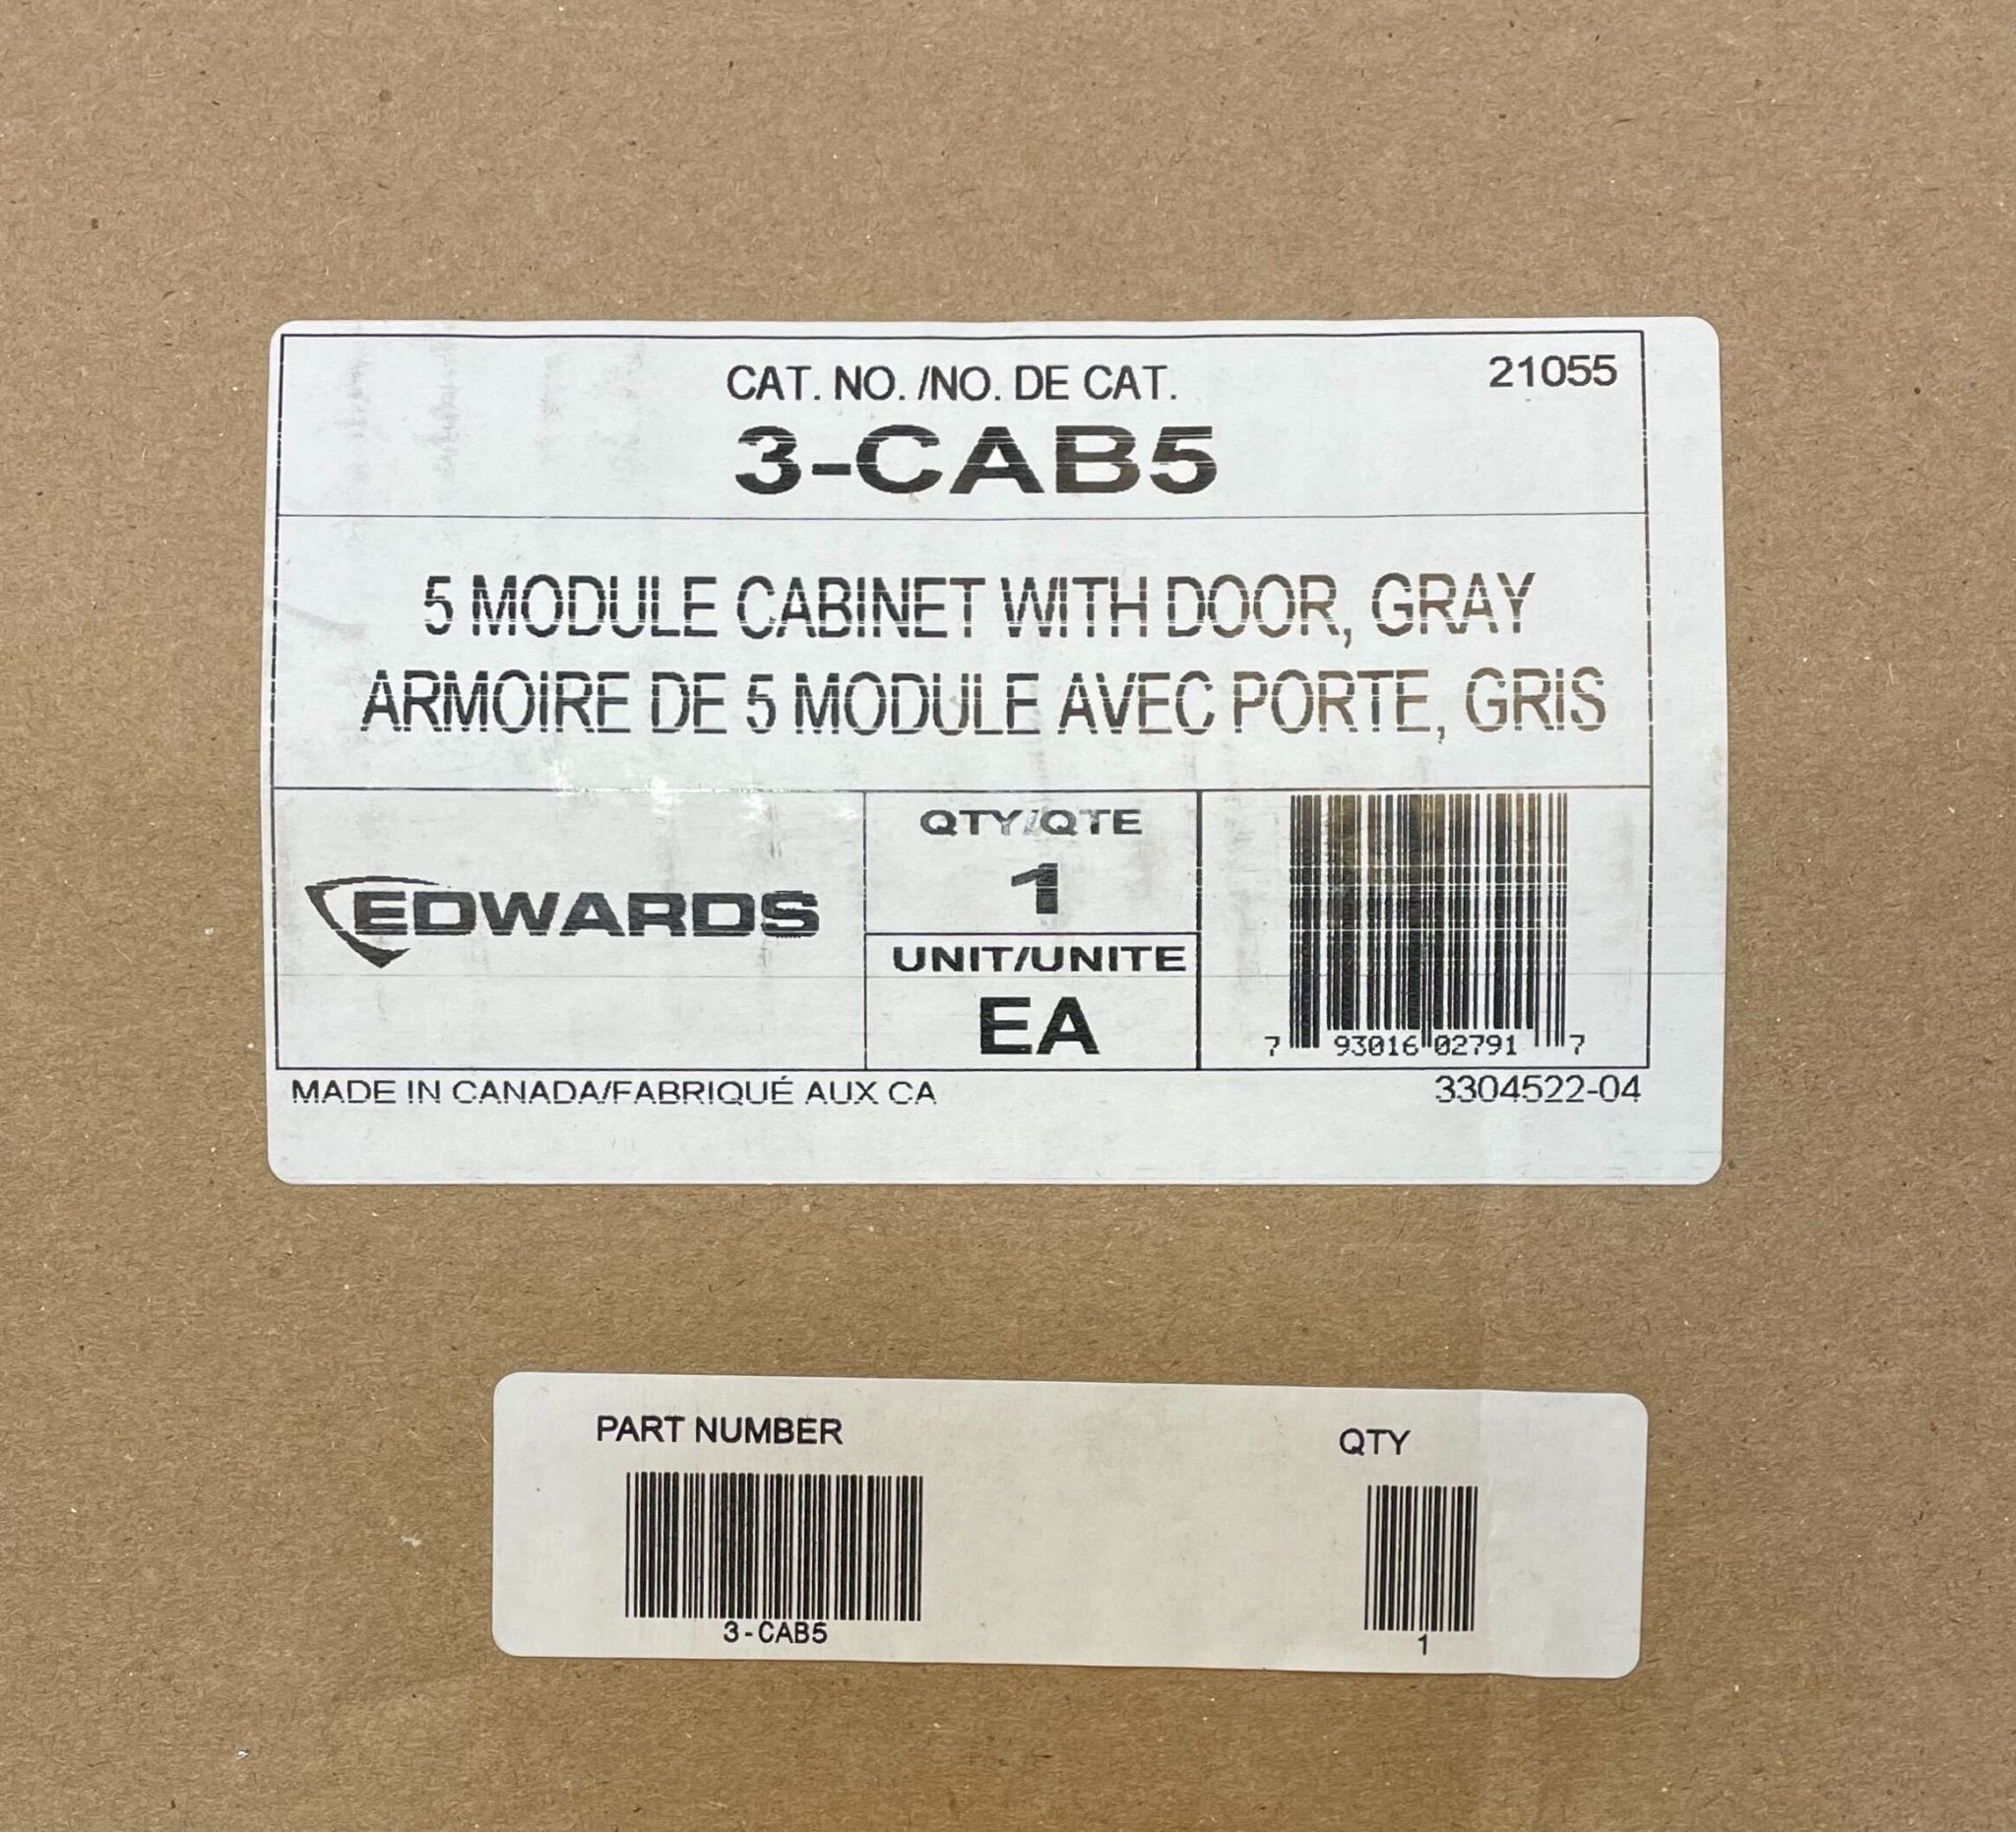 CAT. NO. /NO. DE CAT.
21055
3-CAB5
5 MODULE CABINET WITH DOOR, GRAY
ARMOIRE DE 5 MODULE AVEC PORTE, GRIS
EDWARDS
QTY/QTE
1
UNIT/UNITE
EA
7 93016 02791 7
MADE IN CANADA/FABRIQUÉ AUX CA
3304522-04
PART NUMBER
QTY
3-CAB5
1